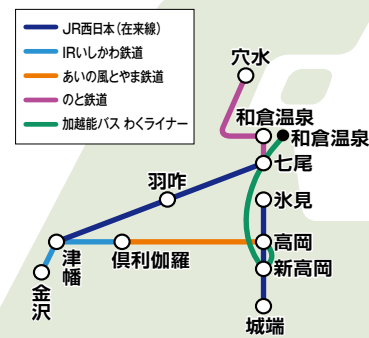 JR西日本(在来線)
IRいしかわ鉄道
あいの風とやま鉄道
のと鉄道
加越能バス わくライナー
穴水
和倉温泉
和倉温泉
七尾
羽咋
氷見
津幡
倶利伽羅
高岡
金沢
新高岡
城端